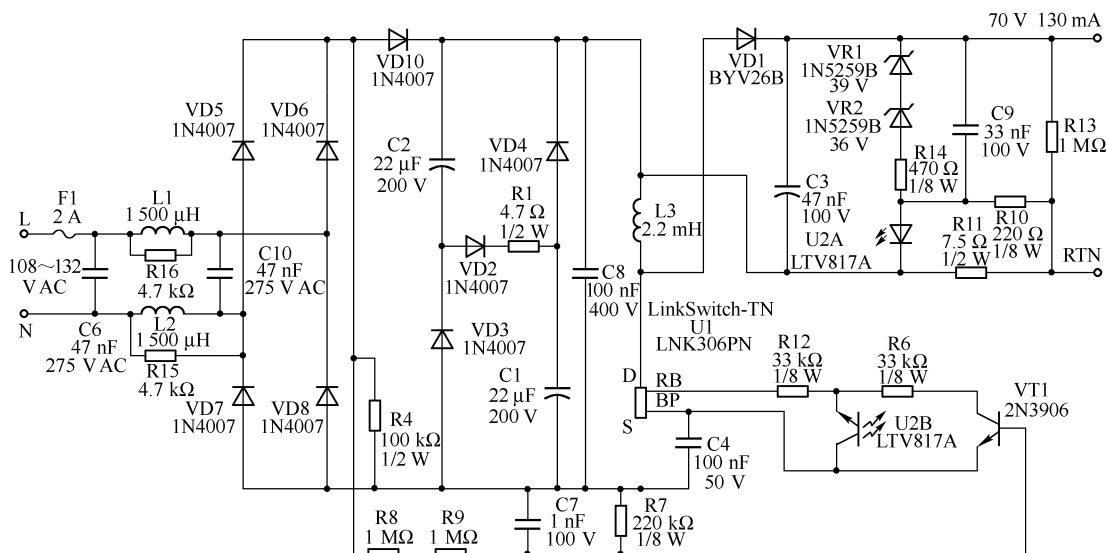 70 V 130 mA
VD10
1N4007
VD1
BYV26B
VR1
1N5259B
39 V
VR2
1N5259B
36 V
C9
33 nF
100 V
R13
1 MΩ
VD5
1N4007
VD6
1N4007
C2
22 μF
200 V
VD4
1N4007
R14
470 Ω
1/8 W
F1
2 A
L1
1 500 μH
R1
4.7 Ω
1/2 W
L3
2.2 mH
C3
47 nF
100 V
L
R16
4.7 kΩ
C10
47 nF
275 V AC
VD2
1N4007
U2A
LTV817A
R11
7.5 Ω
1/2 W
R10
220 Ω
1/8 W
RTN
108～132
V AC
C8
100 nF
400 V
N
C6
47 nF
275 V AC
L2
1 500 μH
R15
4.7 kΩ
VD3
1N4007
LinkSwitch-TN
U1
LNK306PN
R12
33 kΩ
1/8 W
R6
33 kΩ
1/8 W
VD7
1N4007
VD8
1N4007
C1
22 μF
200 V
D
RB
BP
S
VT1
2N3906
R4
100 kΩ
1/2 W
U2B
LTV817A
C4
100 nF
50 V
R8
1 MΩ
R9
1 MΩ
C7
1 nF
100 V
R7
220 kΩ
1/8 W